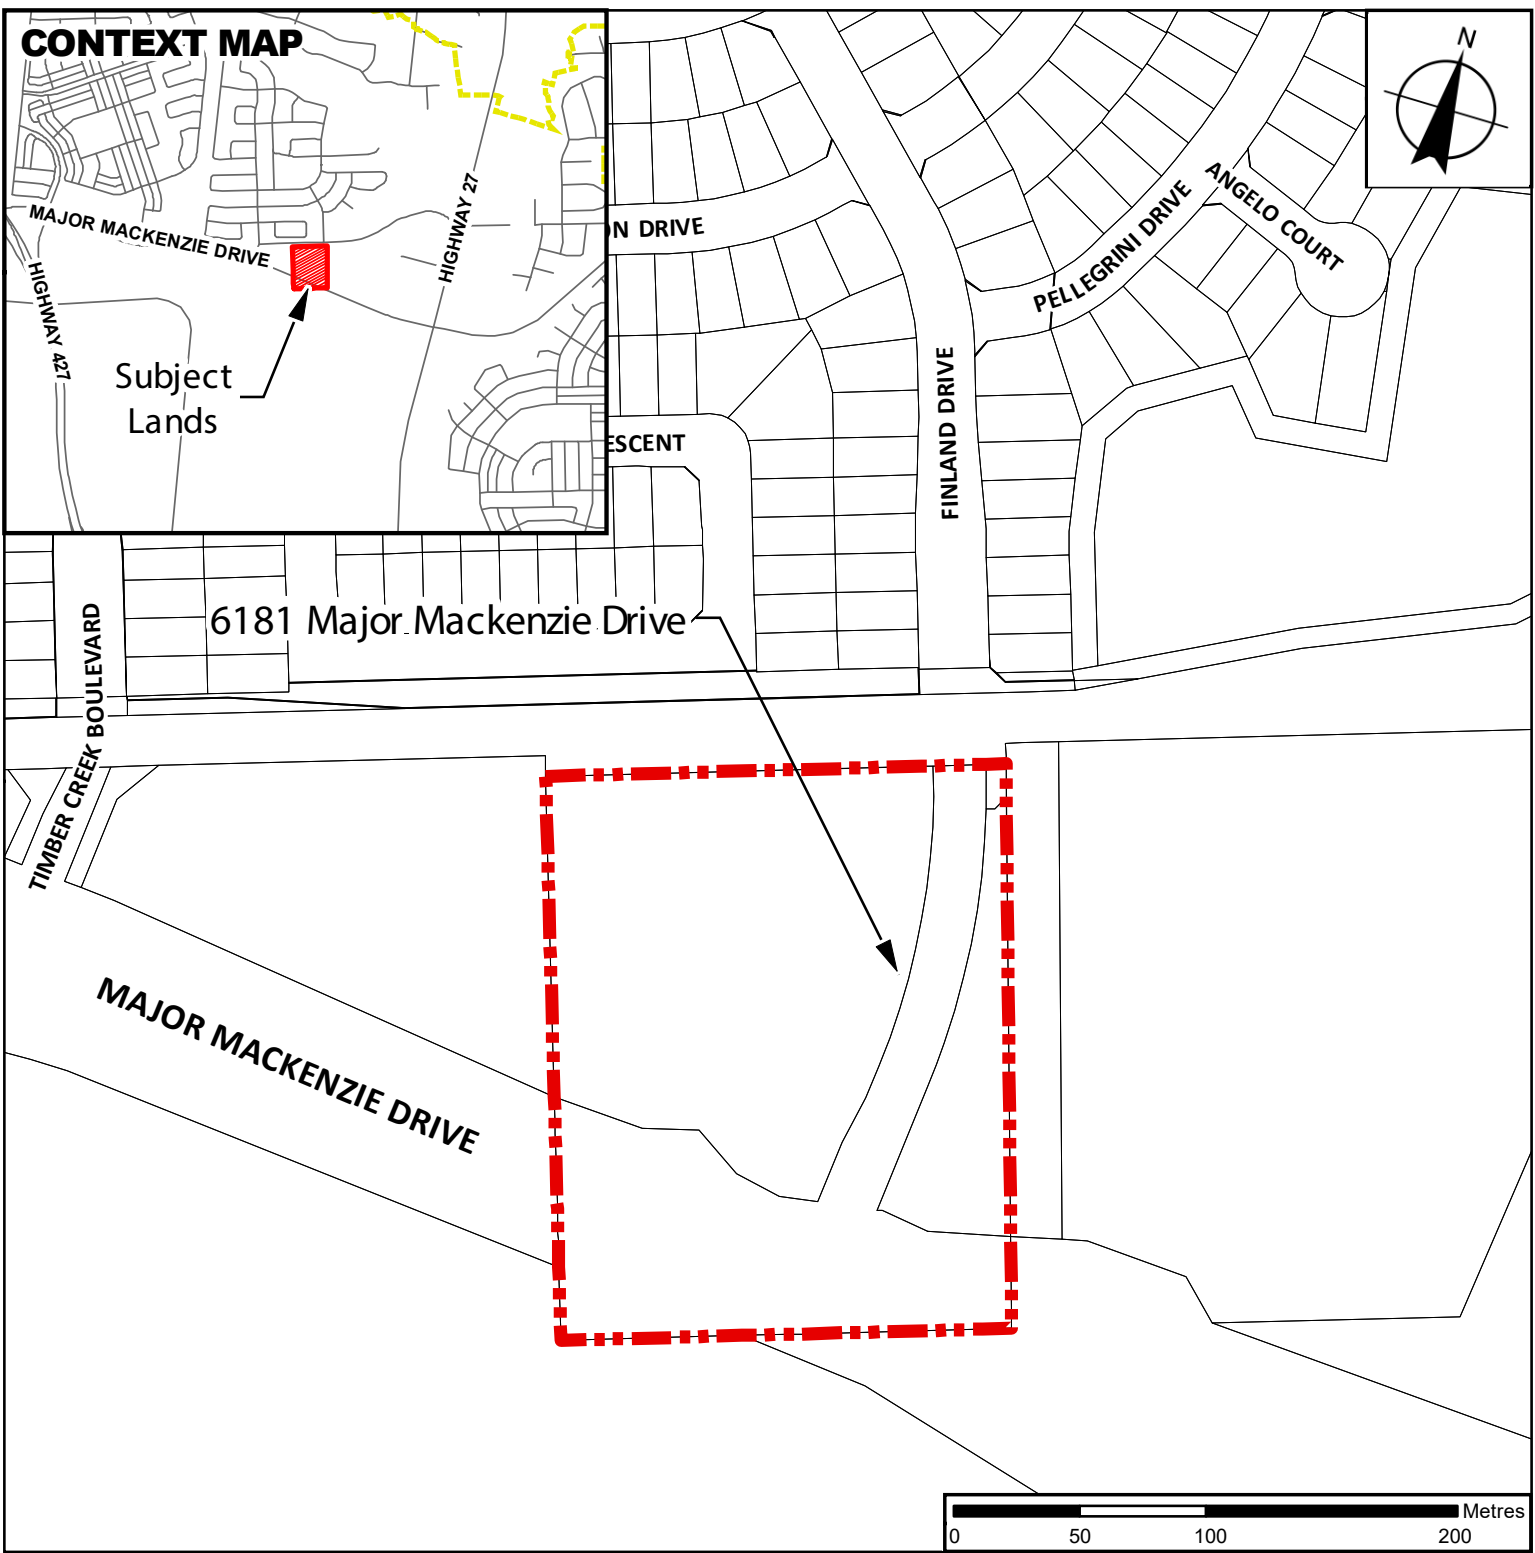 CONTEXT MAP
N
MAJOR MACKENZIE DRIVE
HIGHWAY 27
HIGHWAY 427
Subject
Lands
ON DRIVE
PELLEGRINI DRIVE
ANGELO COURT
ESCENT
FINLAND DRIVE
6181 Major Mackenzie Drive
TIMBER CREEK BOULEVARD
MAJOR MACKENZIE DRIVE
Metres
0 50 100 200